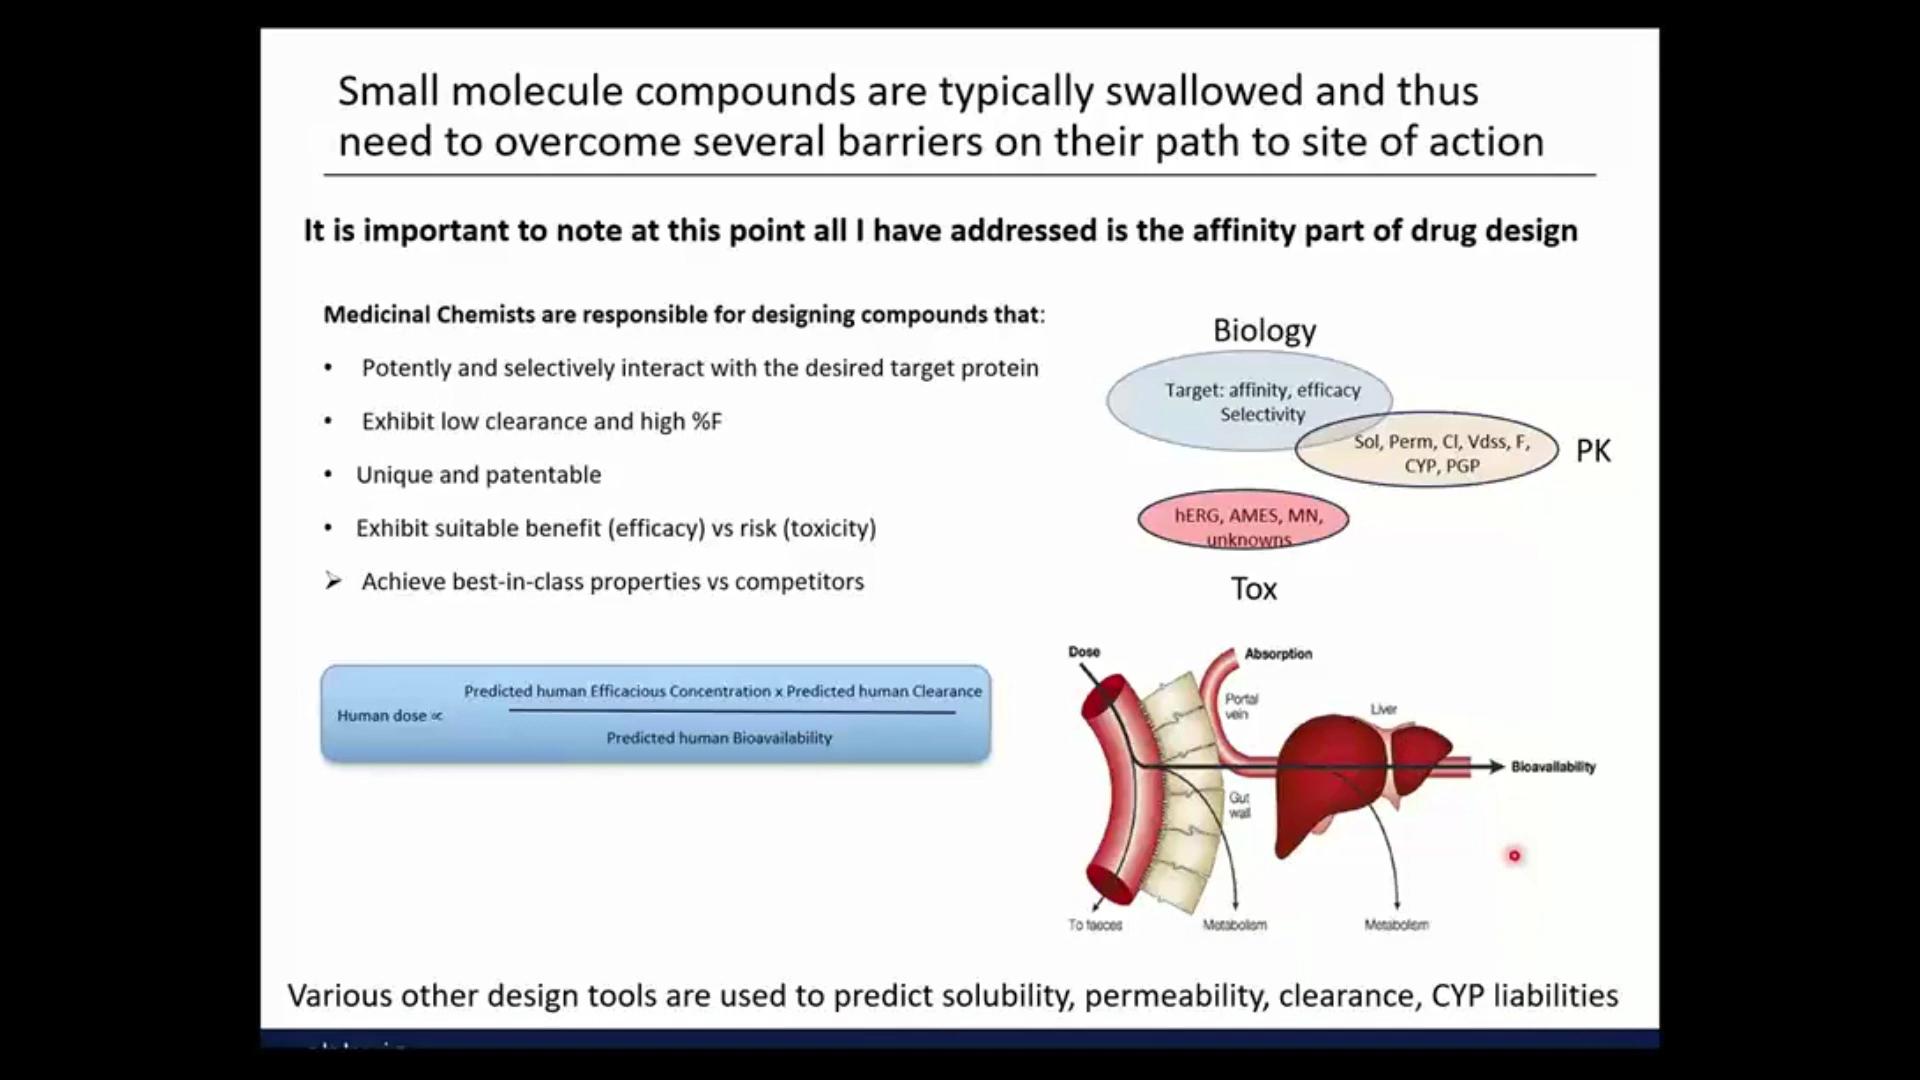 Small molecule compounds are typically swallowed and thus
need to overcome several barriers on their path to site of action
It is important to note at this point all I have addressed is the affinity part of drug design
Medicinal Chemists are responsible for designing compounds that:
• Potently and selectively interact with the desired target protein
• Exhibit low clearance and high %F
• Unique and patentable
• Exhibit suitable benefit (efficacy) vs risk (toxicity)
➢ Achieve best-in-class properties vs competitors
Biology
Target: affinity, efficacy
Selectivity
Sol, Perm, Cl, Vdss, F,
CYP, PGP
PK
hERG, AMES, MN,
unknowns
Tox
Predicted human Efficacious Concentration x Predicted human Clearance
Human dose ∝
Predicted human Bioavailability
Dose
Absorption
Portal
vein
Liver
Bioavailability
Gut
wall
To faeces
Metabolism
Metabolism
Various other design tools are used to predict solubility, permeability, clearance, CYP liabilities